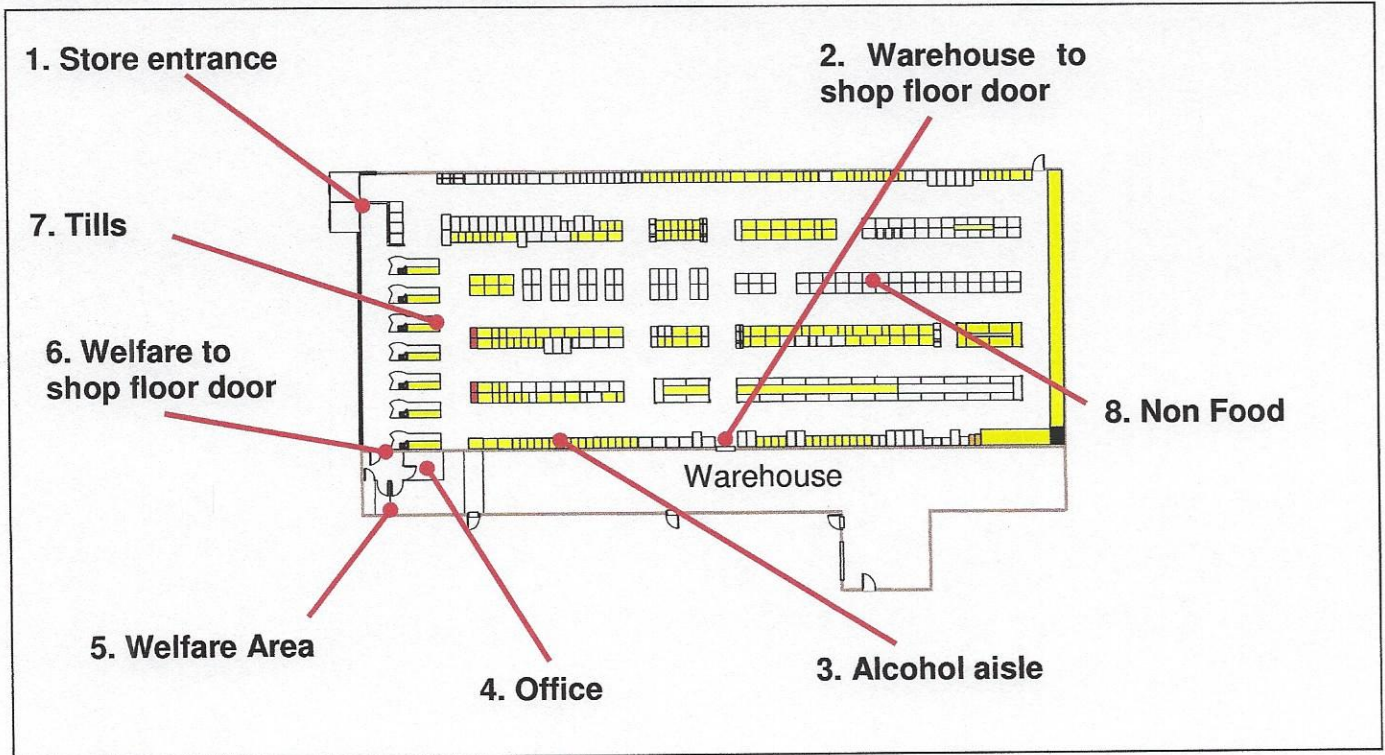 1. Store entrance
2. Warehouse to
shop floor door
7. Tills
6. Welfare to
shop floor door
8. Non Food
Warehouse
5. Welfare Area
4. Office
3. Alcohol aisle